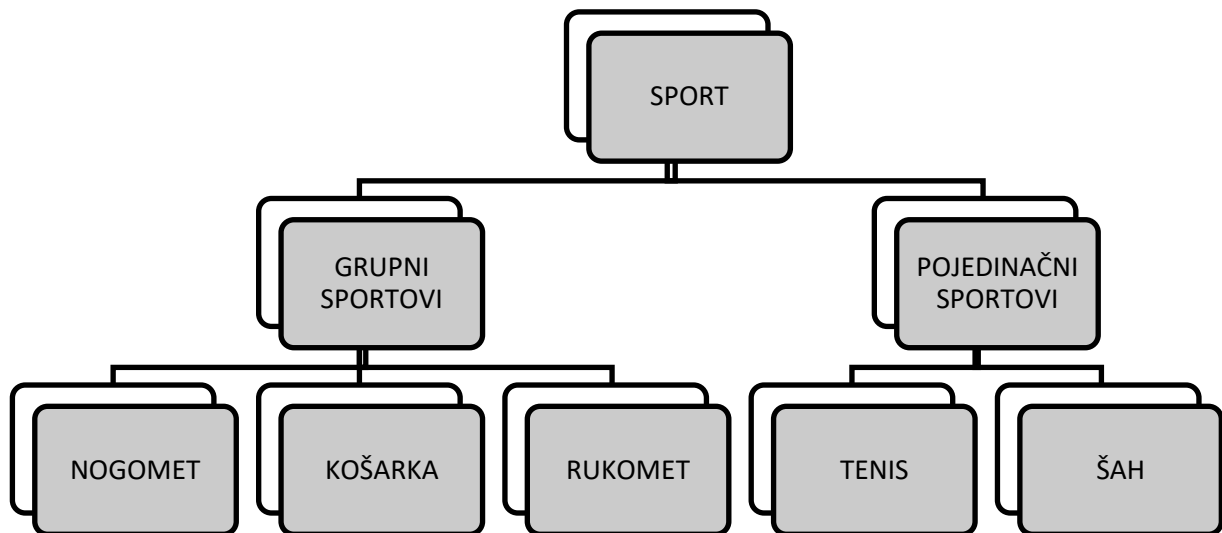 SPORT
GRUPNI
SPORTOVI
POJEDINAČNI
SPORTOVI
NOGOMET
KOŠARKA
RUKOMET
TENIS
ŠAH